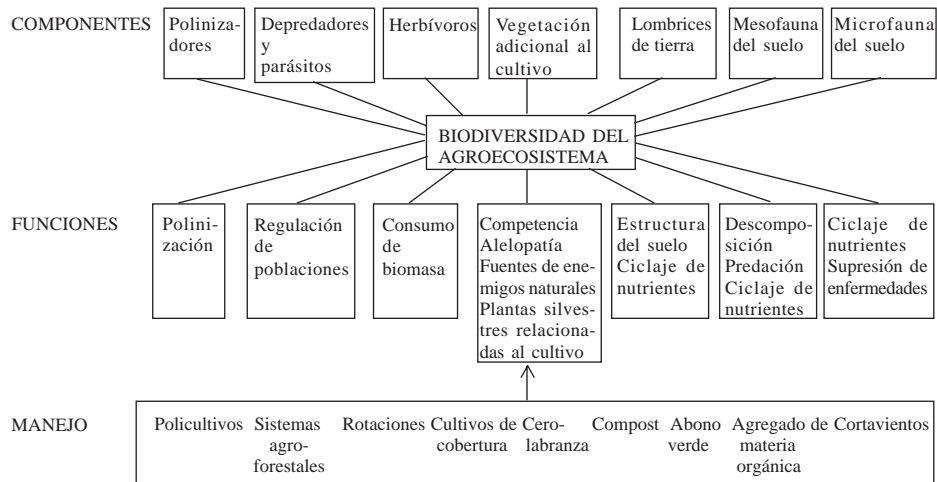 COMPONENTES
Poliniza-
dores
Depredadores
y
parásitos
Herbívoros
Vegetación
adicional al
cultivo
Lombrices
de tierra
Mesofauna
del suelo
Microfauna
del suelo
BIODIVERSIDAD DEL
AGROECOSISTEMA
FUNCIONES
Polini-
zación
Regulación
de
poblaciones
Consumo
de
biomasa
Competencia
Alelopatía
Fuentes de ene-
migos naturales
Plantas silves-
tres relaciona-
das al cultivo
Estructura
del suelo
Ciclaje de
nutrientes
Descompo-
sición
Predación
Ciclaje de
nutrientes
Ciclaje de
nutrientes
Supresión de
enfermedades
MANEJO
Policultivos
Sistemas
agro-
forestales
Rotaciones
Cultivos de
cobertura
Cero-
labranza
Compost
Abono
verde
Agregado de
materia
orgánica
Cortavientos